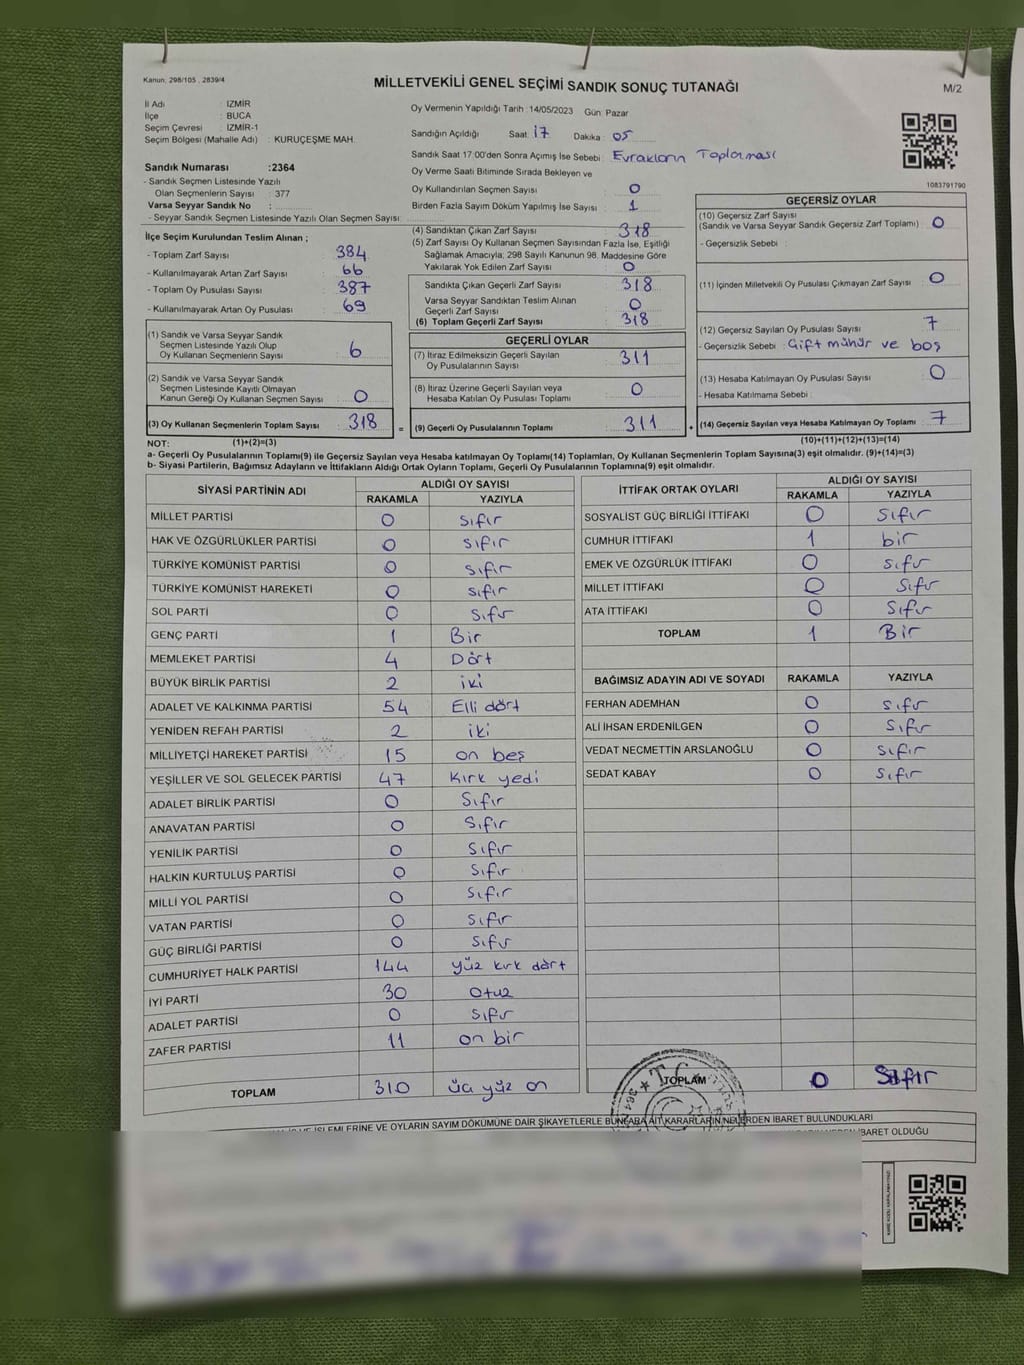 Kanun: 298/105 , 2839/4
MİLLETVEKİLİ GENEL SEÇİMİ SANDIK SONUÇ TUTANAĞI
M/2
İl Adı : İZMİR
İlçe : BUCA
Seçim Çevresi : İZMİR-1
Seçim Bölgesi (Mahalle Adı) : KURUÇEŞME MAH.
Sandık Numarası :2364
- Sandık Seçmen Listesinde Yazılı
Olan Seçmenlerin Sayısı : 377
Varsa Seyyar Sandık No :
- Seyyar Sandık Seçmen Listesinde Yazılı Olan Seçmen Sayısı:
Oy Vermenin Yapıldığı Tarih :14/05/2023 Gün: Pazar
Sandığın Açıldığı Saat: 17 Dakika: 05
Sandık Saat 17:00'den Sonra Açımış İse Sebebi: Evrakların Toplanması
Oy Verme Saati Bitiminde Sırada Bekleyen ve
Oy Kullandırılan Seçmen Sayısı : 0
Birden Fazla Sayım Döküm Yapılmış İse Sayısı : 1
1083791790
İlçe Seçim Kurulundan Teslim Alınan ;
- Toplam Zarf Sayısı : 384
- Kullanılmayarak Artan Zarf Sayısı : 66
- Toplam Oy Pusulası Sayısı : 387
- Kullanılmayarak Artan Oy Pusulası : 69
(4) Sandıktan Çıkan Zarf Sayısı : 318
(5) Zarf Sayısı Oy Kullanan Seçmen Sayısından Fazla İse, Eşitliği
Sağlamak Amacıyla; 298 Sayılı Kanunun 98. Maddesine Göre
Yakılarak Yok Edilen Zarf Sayısı : 0
Sandıkta Çıkan Geçerli Zarf Sayısı : 318
Varsa Seyyar Sandıktan Teslim Alınan
Geçerli Zarf Sayısı : 0
(6) Toplam Geçerli Zarf Sayısı : 318
GEÇERSİZ OYLAR
(10) Geçersiz Zarf Sayısı
(Sandık ve Varsa Seyyar Sandık Geçersiz Zarf Toplamı) : 0
- Geçersizlik Sebebi :
(11) İçinden Milletvekili Oy Pusulası Çıkmayan Zarf Sayısı : 0
(12) Geçersiz Sayılan Oy Pusulası Sayısı : 7
- Geçersizlik Sebebi : Çift mühür ve boş
(13) Hesaba Katılmayan Oy Pusulası Sayısı : 0
- Hesaba Katılmama Sebebi :
(14) Geçersiz Sayılan veya Hesaba Katılmayan Oy Toplamı : 7
(10)+(11)+(12)+(13)=(14)
(1) Sandık ve Varsa Seyyar Sandık
Seçmen Listesinde Yazılı Olup
Oy Kullanan Seçmenlerin Sayısı : 6
(2) Sandık ve Varsa Seyyar Sandık
Seçmen Listesinde Kayıtlı Olmayan
Kanun Gereği Oy Kullanan Seçmen Sayısı : 0
(3) Oy Kullanan Seçmenlerin Toplam Sayısı : 318 =
(1)+(2)=(3)
GEÇERLİ OYLAR
(7) İtiraz Edilmeksizin Geçerli Sayılan
Oy Pusulalarının Sayısı : 311
(8) İtiraz Üzerine Geçerli Sayılan veya
Hesaba Katılan Oy Pusulası Toplamı : 0
(9) Geçerli Oy Pusulalarının Toplamı : 311 +
NOT:
a- Geçerli Oy Pusulalarının Toplamı(9) ile Geçersiz Sayılan veya Hesaba katılmayan Oy Toplamı(14) Toplamları, Oy Kullanan Seçmenlerin Toplam Sayısına(3) eşit olmalıdır. (9)+(14)=(3)
b- Siyasi Partilerin, Bağımsız Adayların ve İttifakların Aldığı Ortak Oyların Toplamı, Geçerli Oy Pusulalarının Toplamına(9) eşit olmalıdır.
SİYASİ PARTİNİN ADI ALDIĞI OY SAYISI
RAKAMLA YAZIYLA
MİLLET PARTİSİ 0 sıfır
HAK VE ÖZGÜRLÜKLER PARTİSİ 0 sıfır
TÜRKİYE KOMÜNİST PARTİSİ 0 sıfır
TÜRKİYE KOMÜNİST HAREKETİ 0 sıfır
SOL PARTİ 0 sıfır
GENÇ PARTİ 1 Bir
MEMLEKET PARTİSİ 4 Dört
BÜYÜK BİRLİK PARTİSİ 2 iki
ADALET VE KALKINMA PARTİSİ 54 Elli dört
YENİDEN REFAH PARTİSİ 2 iki
MİLLİYETÇİ HAREKET PARTİSİ 15 on beş
YEŞİLLER VE SOL GELECEK PARTİSİ 47 Kırk yedi
ADALET BİRLİK PARTİSİ 0 Sıfır
ANAVATAN PARTİSİ 0 Sıfır
YENİLİK PARTİSİ 0 Sıfır
HALKIN KURTULUŞ PARTİSİ 0 Sıfır
MİLLİ YOL PARTİSİ 0 Sıfır
VATAN PARTİSİ 0 Sıfır
GÜÇ BİRLİĞİ PARTİSİ 0 Sıfır
CUMHURİYET HALK PARTİSİ 144 yüz kırk dört
İYİ PARTİ 30 Otuz
ADALET PARTİSİ 0 Sıfır
ZAFER PARTİSİ 11 on bir
TOPLAM 310 üç yüz on
İTTİFAK ORTAK OYLARI ALDIĞI OY SAYISI
RAKAMLA YAZIYLA
SOSYALİST GÜÇ BİRLİĞİ İTTİFAKI 0 Sıfır
CUMHUR İTTİFAKI 1 bir
EMEK VE ÖZGÜRLÜK İTTİFAKI 0 sıfır
MİLLET İTTİFAKI 0 Sıfır
ATA İTTİFAKI 0 Sıfır
TOPLAM 1 Bir
BAĞIMSIZ ADAYIN ADI VE SOYADI RAKAMLA YAZIYLA
FERHAN ADEMHAN 0 sıfır
ALİ İHSAN ERDENİLGEN 0 Sıfır
VEDAT NECMETTİN ARSLANOĞLU 0 sıfır
SEDAT KABAY 0 Sıfır
TOPLAM 0 Sıfır
İŞLEMLERİNE VE OYLARIN SAYIM DÖKÜMÜNE DAİR ŞİKAYETLERLE BUNLARA AİT KARARLARIN NELERDEN İBARET BULUNDUKLARI
İBARET OLDUĞU